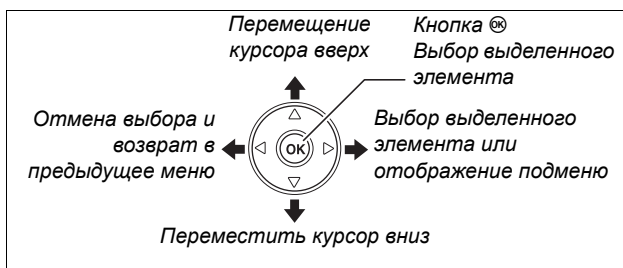 Перемещение
курсора вверх
Кнопка ⊛
Выбор выделенного
элемента
Отмена выбора и
возврат в
предыдущее меню
OK
Выбор выделенного
элемента или
отображение подменю
Переместить курсор вниз